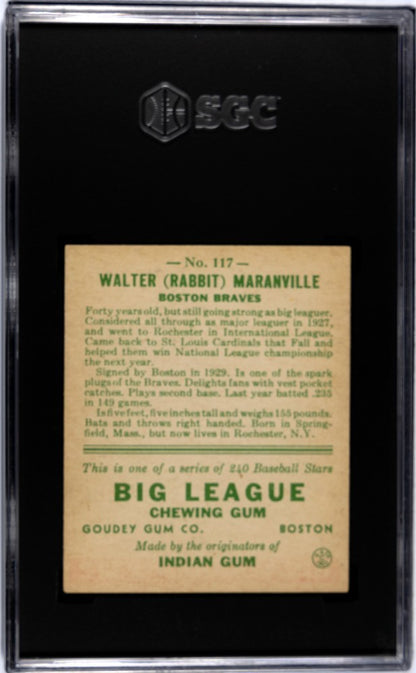 SGC
— No. 117 —
WALTER (RABBIT) MARANVILLE
BOSTON BRAVES
Forty years old, but still going strong as big leaguer.
Considered all through as major leaguer in 1927,
and went to Rochester in International League.
Came back to St. Louis Cardinals that Fall and
helped them win National League championship
the next year.
Signed by Boston in 1929. Is one of the spark
plugs of the Braves. Delights fans with vest pocket
catches. Plays second base. Last year batted .235
in 149 games.
Is five feet, five inches tall and weighs 155 pounds.
Bats and throws right handed. Born in Spring-
field, Mass., but now lives in Rochester, N.Y.
This is one of a series of 240 Baseball Stars
BIG LEAGUE
CHEWING GUM
GOUDEY GUM CO. BOSTON
Made by the originators of
INDIAN GUM